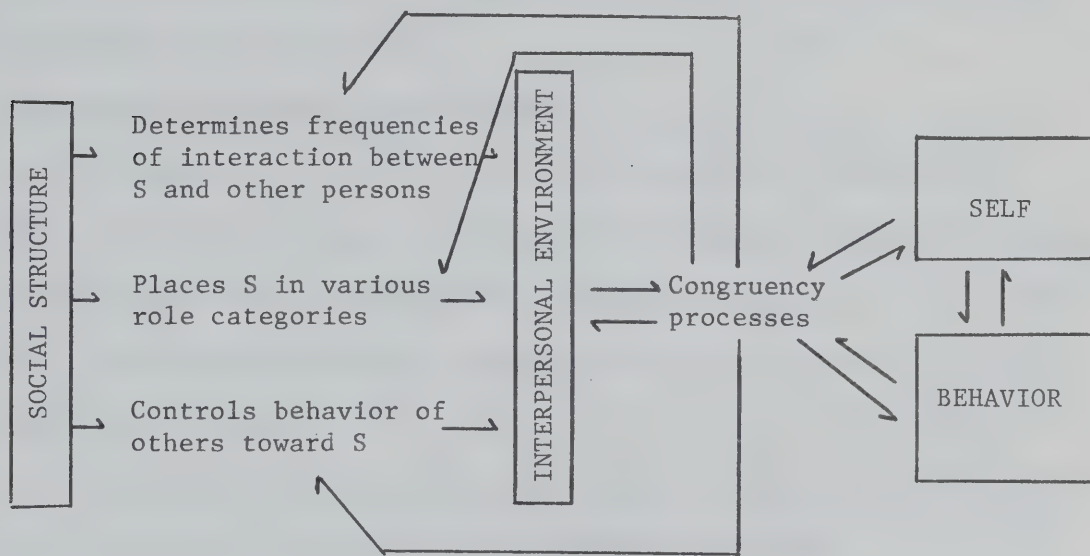 SOCIAL STRUCTURE
Determines frequencies
of interaction between
S and other persons
Places S in various
role categories
Controls behavior of
others toward S
INTERPERSONAL ENVIRONMENT
Congruency
processes
SELF
BEHAVIOR